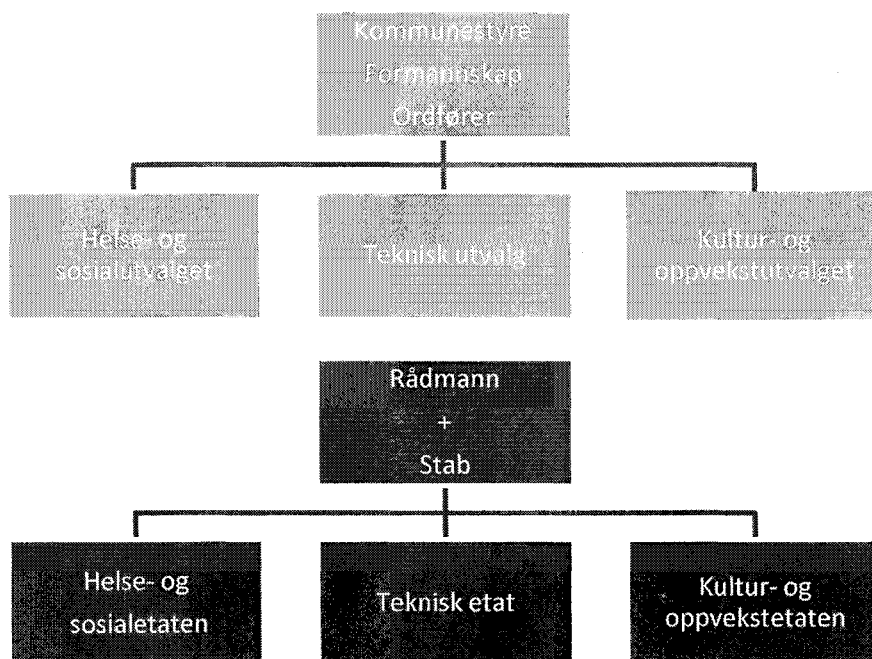 Kommunestyre
Formannskap
Ordfører
Helse- og
sosialutvalget
Teknisk utvalg
Kultur- og
oppvekstutvalget
Rådmann
+
Stab
Helse- og
sosialetaten
Teknisk etat
Kultur- og
oppvekstetaten